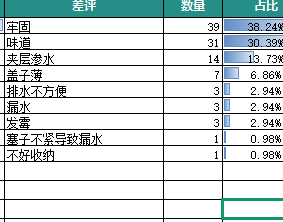 差评 数量 占比
牢固 39 38.24%
味道 31 30.39%
夹层渗水 14 13.73%
盖子薄 7 6.86%
排水不方便 3 2.94%
漏水 3 2.94%
发霉 3 2.94%
塞子不紧导致漏水 1 0.98%
不好收纳 1 0.98%